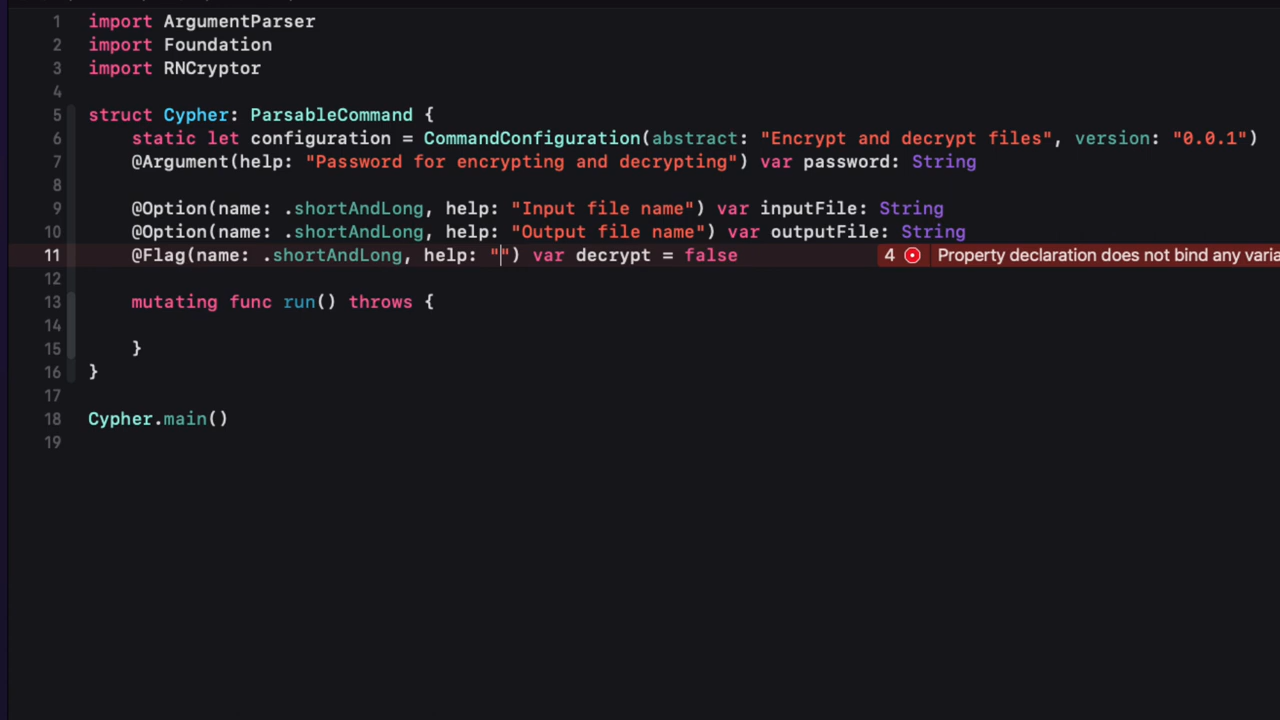 1 import ArgumentParser
2 import Foundation
3 import RNCryptor
4
5 struct Cypher: ParsableCommand {
6     static let configuration = CommandConfiguration(abstract: "Encrypt and decrypt files", version: "0.0.1")
7     @Argument(help: "Password for encrypting and decrypting") var password: String
8
9     @Option(name: .shortAndLong, help: "Input file name") var inputFile: String
10     @Option(name: .shortAndLong, help: "Output file name") var outputFile: String
11     @Flag(name: .shortAndLong, help: "") var decrypt = false 4 Property declaration does not bind any varia
12
13     mutating func run() throws {
14
15     }
16 }
17
18 Cypher.main()
19